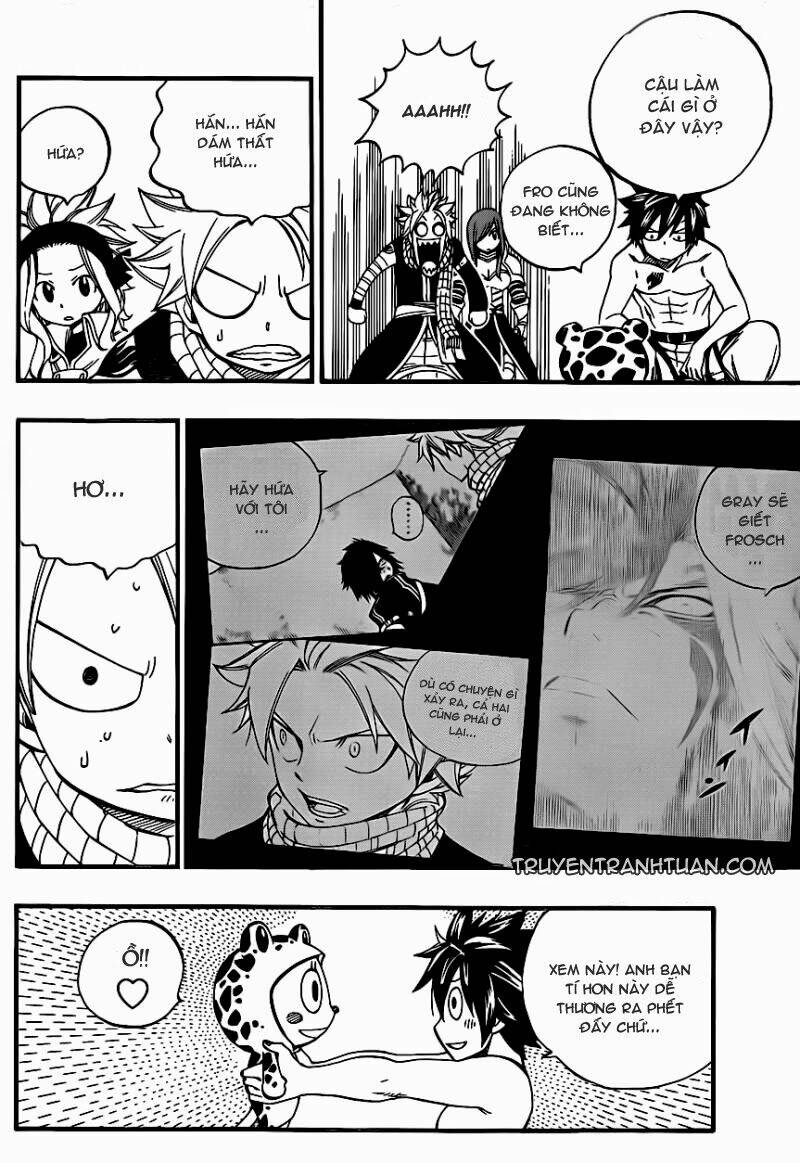 CẬU LÀM
CÁI GÌ Ở
ĐÂY VẬY?
AAAHH!!
FRO CŨNG
ĐANG KHÔNG
BIẾT...
HẮN... HẮN
DÁM THẤT
HỨA...
HỨA?
GRAY SẼ
GIẾT
FROSCH
...
HÃY HỨA
VỚI TÔI
...
DÙ CÓ CHUYỆN GÌ
XẢY RA, CẢ HAI
CŨNG PHẢI Ở
LẠI...
HƠ...
TRUYENTRANHTUAN.COM
XEM NÀY! ANH BẠN
TÍ HON NÀY DỄ
THƯƠNG RA PHẾT
ĐẤY CHỨ...
Ồ!!